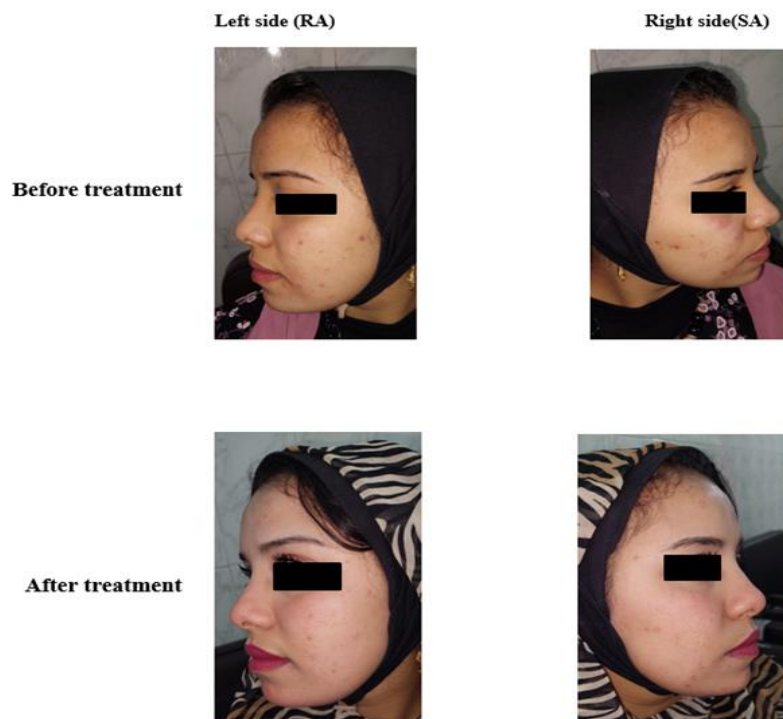 Left side (RA)
Right side(SA)
Before treatment
After treatment